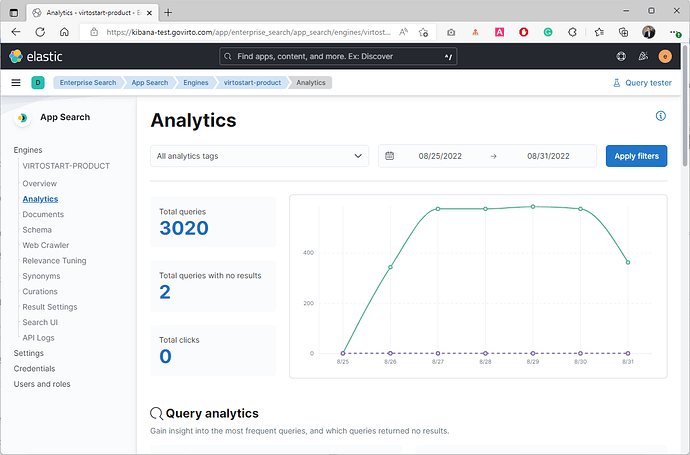 Analytics - virtostart-product - E
https://kibana-test.govirto.com/app/enterprise_search/app_search/engines/virtost...
elastic
Find apps, content, and more. Ex: Discover
e
D
Enterprise Search
App Search
Engines
virtostart-product
Analytics
Query tester
App Search
Engines
VIRTOSTART-PRODUCT
Overview
Analytics
Documents
Schema
Web Crawler
Relevance Tuning
Synonyms
Curations
Result Settings
Search UI
API Logs
Settings
Credentials
Users and roles
Analytics
All analytics tags
08/25/2022 → 08/31/2022
Apply filters
Total queries
3020
Total queries with no results
2
Total clicks
0
400
200
0
8/25 8/26 8/27 8/28 8/29 8/30 8/31
Query analytics
Gain insight into the most frequent queries, and which queries returned no results.